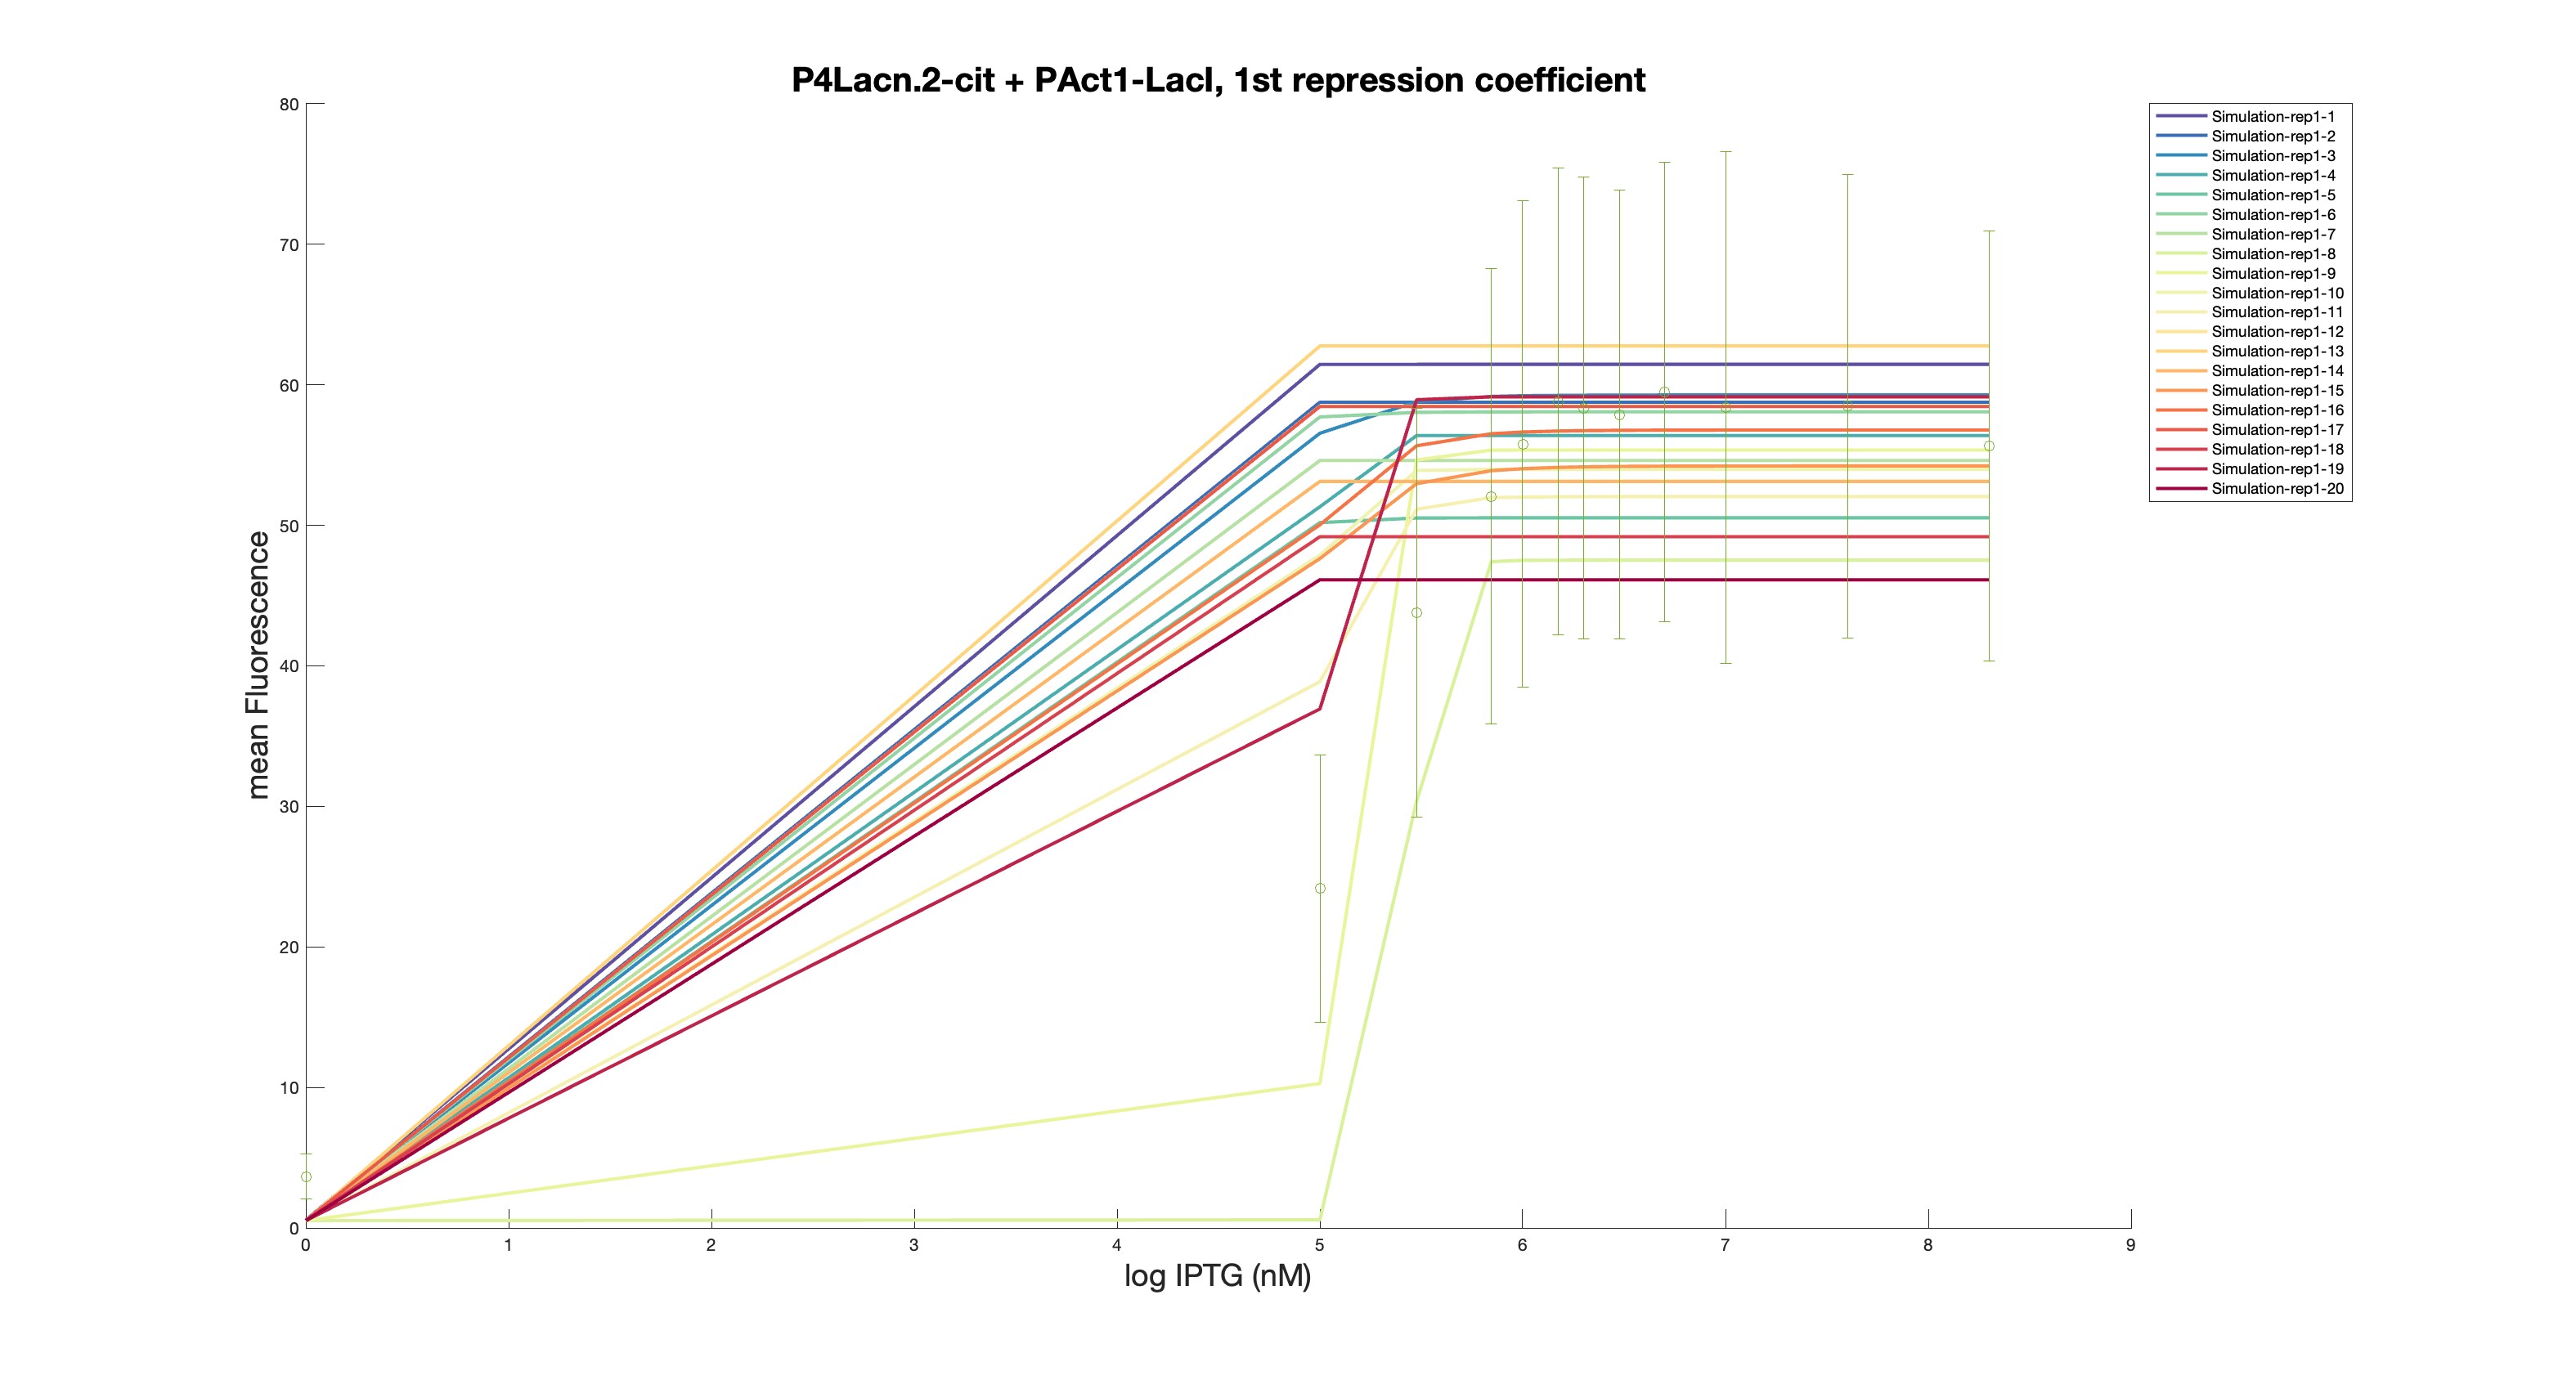 P4Lacn.2-cit + PAct1-LacI, 1st repression coefficient
80
70
60
50
40
30
20
10
0
mean Fluorescence
0 1 2 3 4 5 6 7 8 9
log IPTG (nM)
Simulation-rep1-1
Simulation-rep1-2
Simulation-rep1-3
Simulation-rep1-4
Simulation-rep1-5
Simulation-rep1-6
Simulation-rep1-7
Simulation-rep1-8
Simulation-rep1-9
Simulation-rep1-10
Simulation-rep1-11
Simulation-rep1-12
Simulation-rep1-13
Simulation-rep1-14
Simulation-rep1-15
Simulation-rep1-16
Simulation-rep1-17
Simulation-rep1-18
Simulation-rep1-19
Simulation-rep1-20